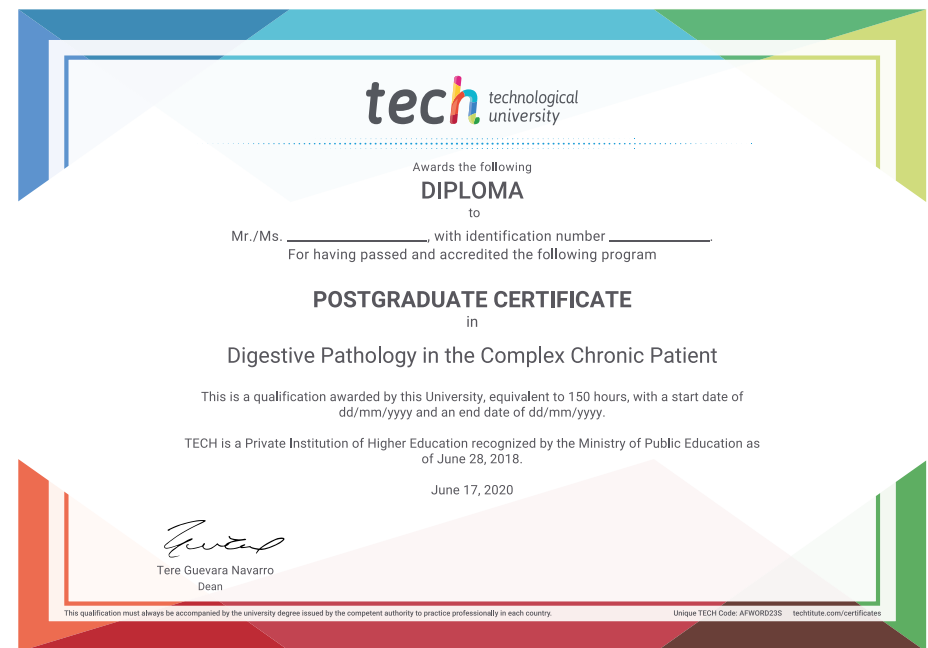 tech technological
university
Awards the following
DIPLOMA
to
Mr./Ms. ____________________, with identification number ______________.
For having passed and accredited the following program
POSTGRADUATE CERTIFICATE
in
Digestive Pathology in the Complex Chronic Patient
This is a qualification awarded by this University, equivalent to 150 hours, with a start date of
dd/mm/yyyy and an end date of dd/mm/yyyy.
TECH is a Private Institution of Higher Education recognized by the Ministry of Public Education as
of June 28, 2018.
June 17, 2020
Tere Guevara Navarro
Dean
This qualification must always be accompanied by the university degree issued by the competent authority to practice professionally in each country.
Unique TECH Code: AFWORD23S techtitute.com/certificates